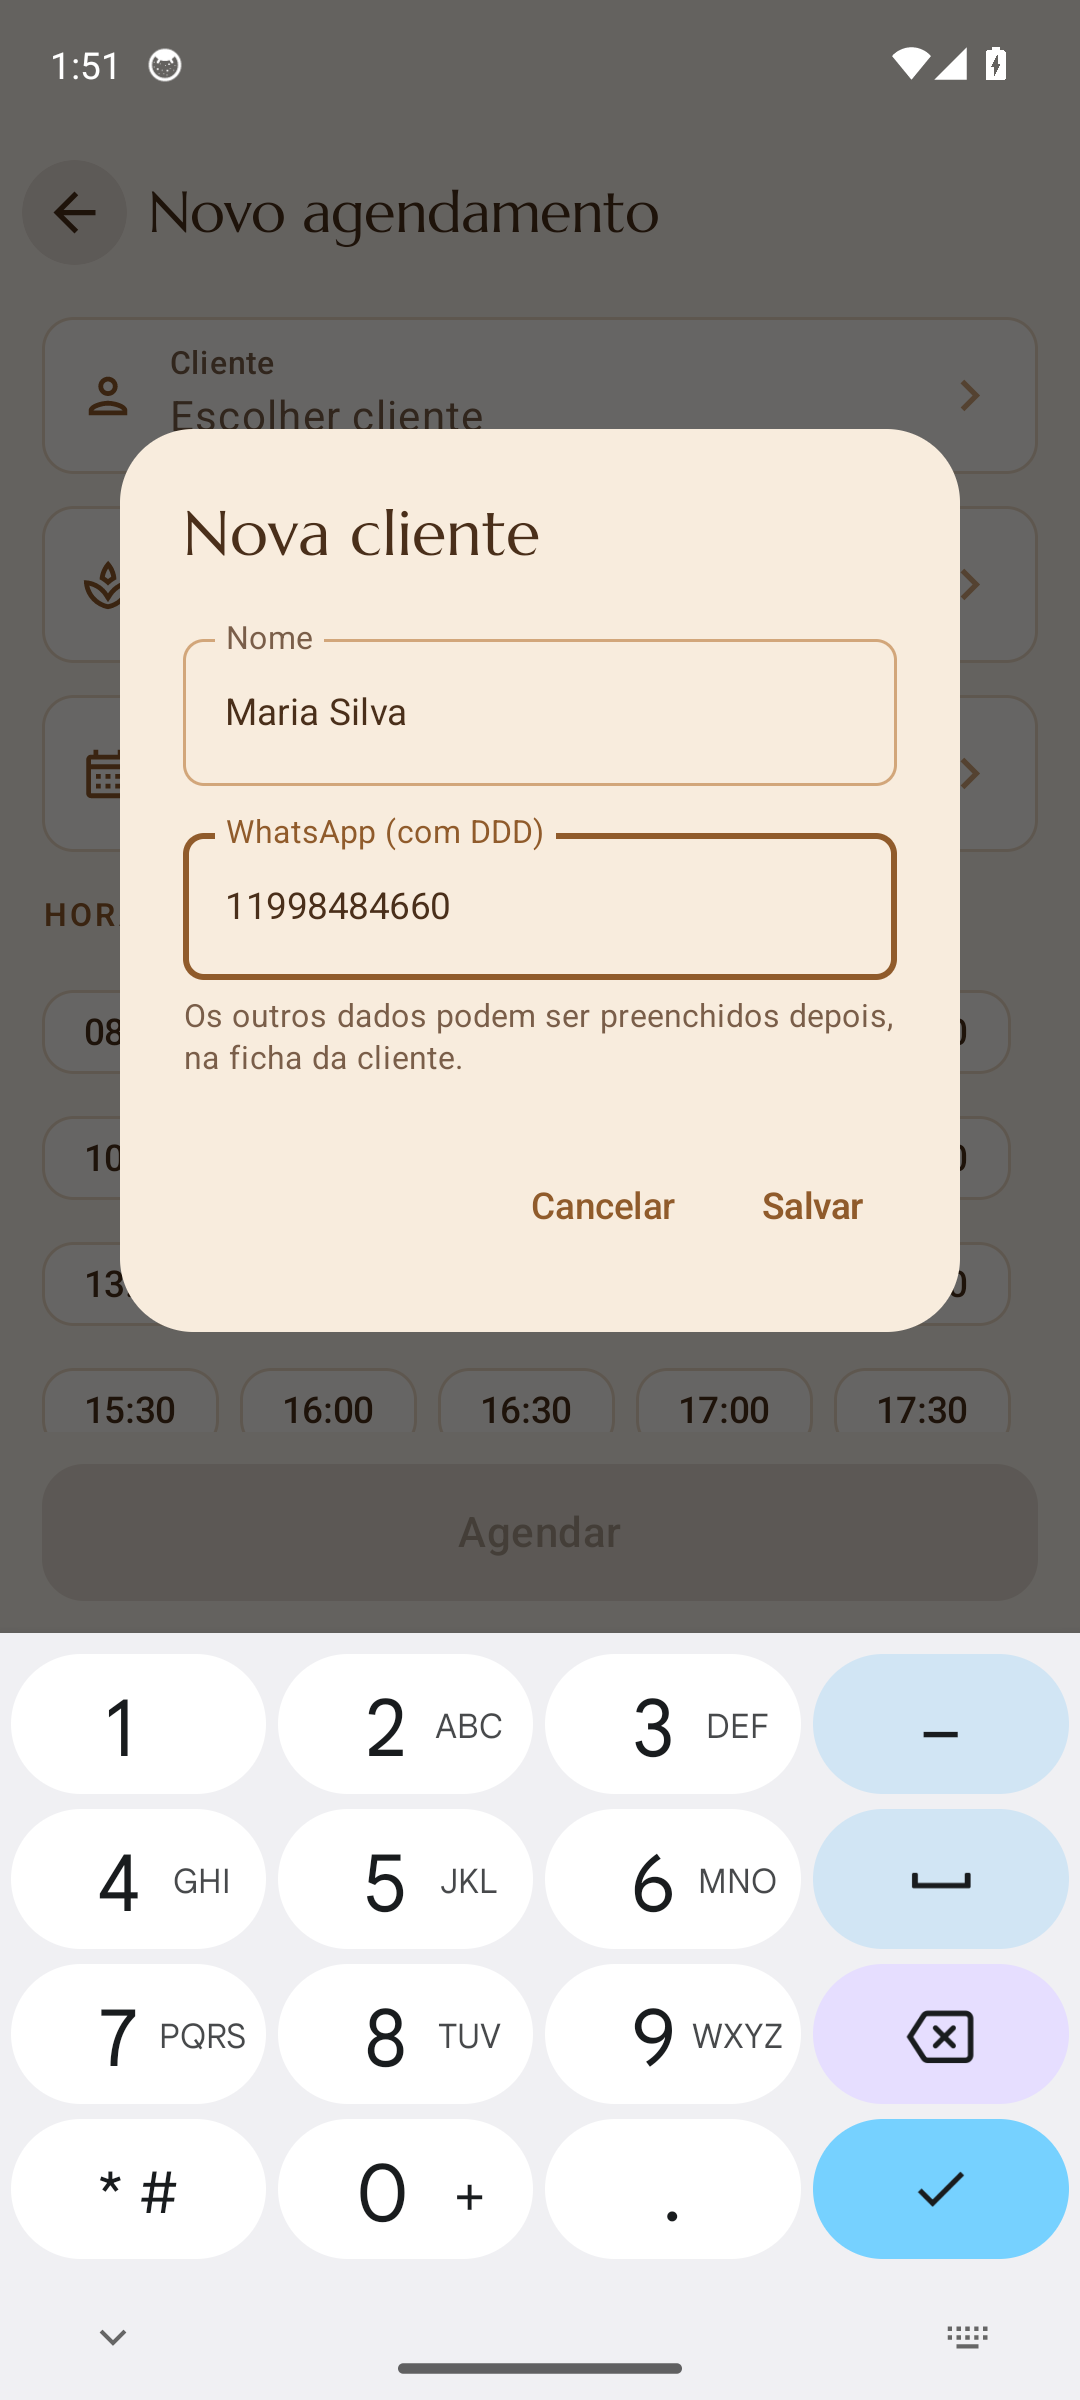 1:51
Novo agendamento
Cliente
Escolher cliente
Nova cliente
Nome
Maria Silva
WhatsApp (com DDD)
11998484660
Os outros dados podem ser preenchidos depois,
na ficha da cliente.
Cancelar Salvar
15:30 16:00 16:30 17:00 17:30
Agendar
1 2 ABC 3 DEF –
4 GHI 5 JKL 6 MNO
7 PQRS 8 TUV 9 WXYZ
* # 0 + .